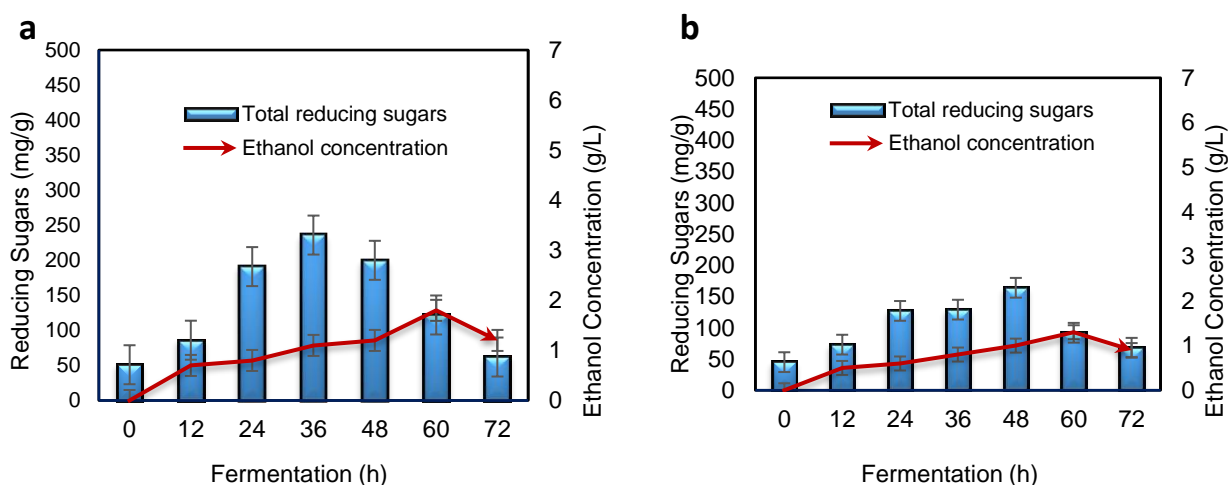 a
500
450
400
350
300
250
200
150
100
50
0
Reducing Sugars (mg/g)
Total reducing sugars
Ethanol concentration
7
6
5
4
3
2
1
0
Ethanol Concentration (g/L)
0 12 24 36 48 60 72
Fermentation (h)
b
500
450
400
350
300
250
200
150
100
50
0
Reducing Sugars (mg/g)
Total reducing sugars
Ethanol concentration
7
6
5
4
3
2
1
0
Ethanol Concentration (g/L)
0 12 24 36 48 60 72
Fermentation (h)